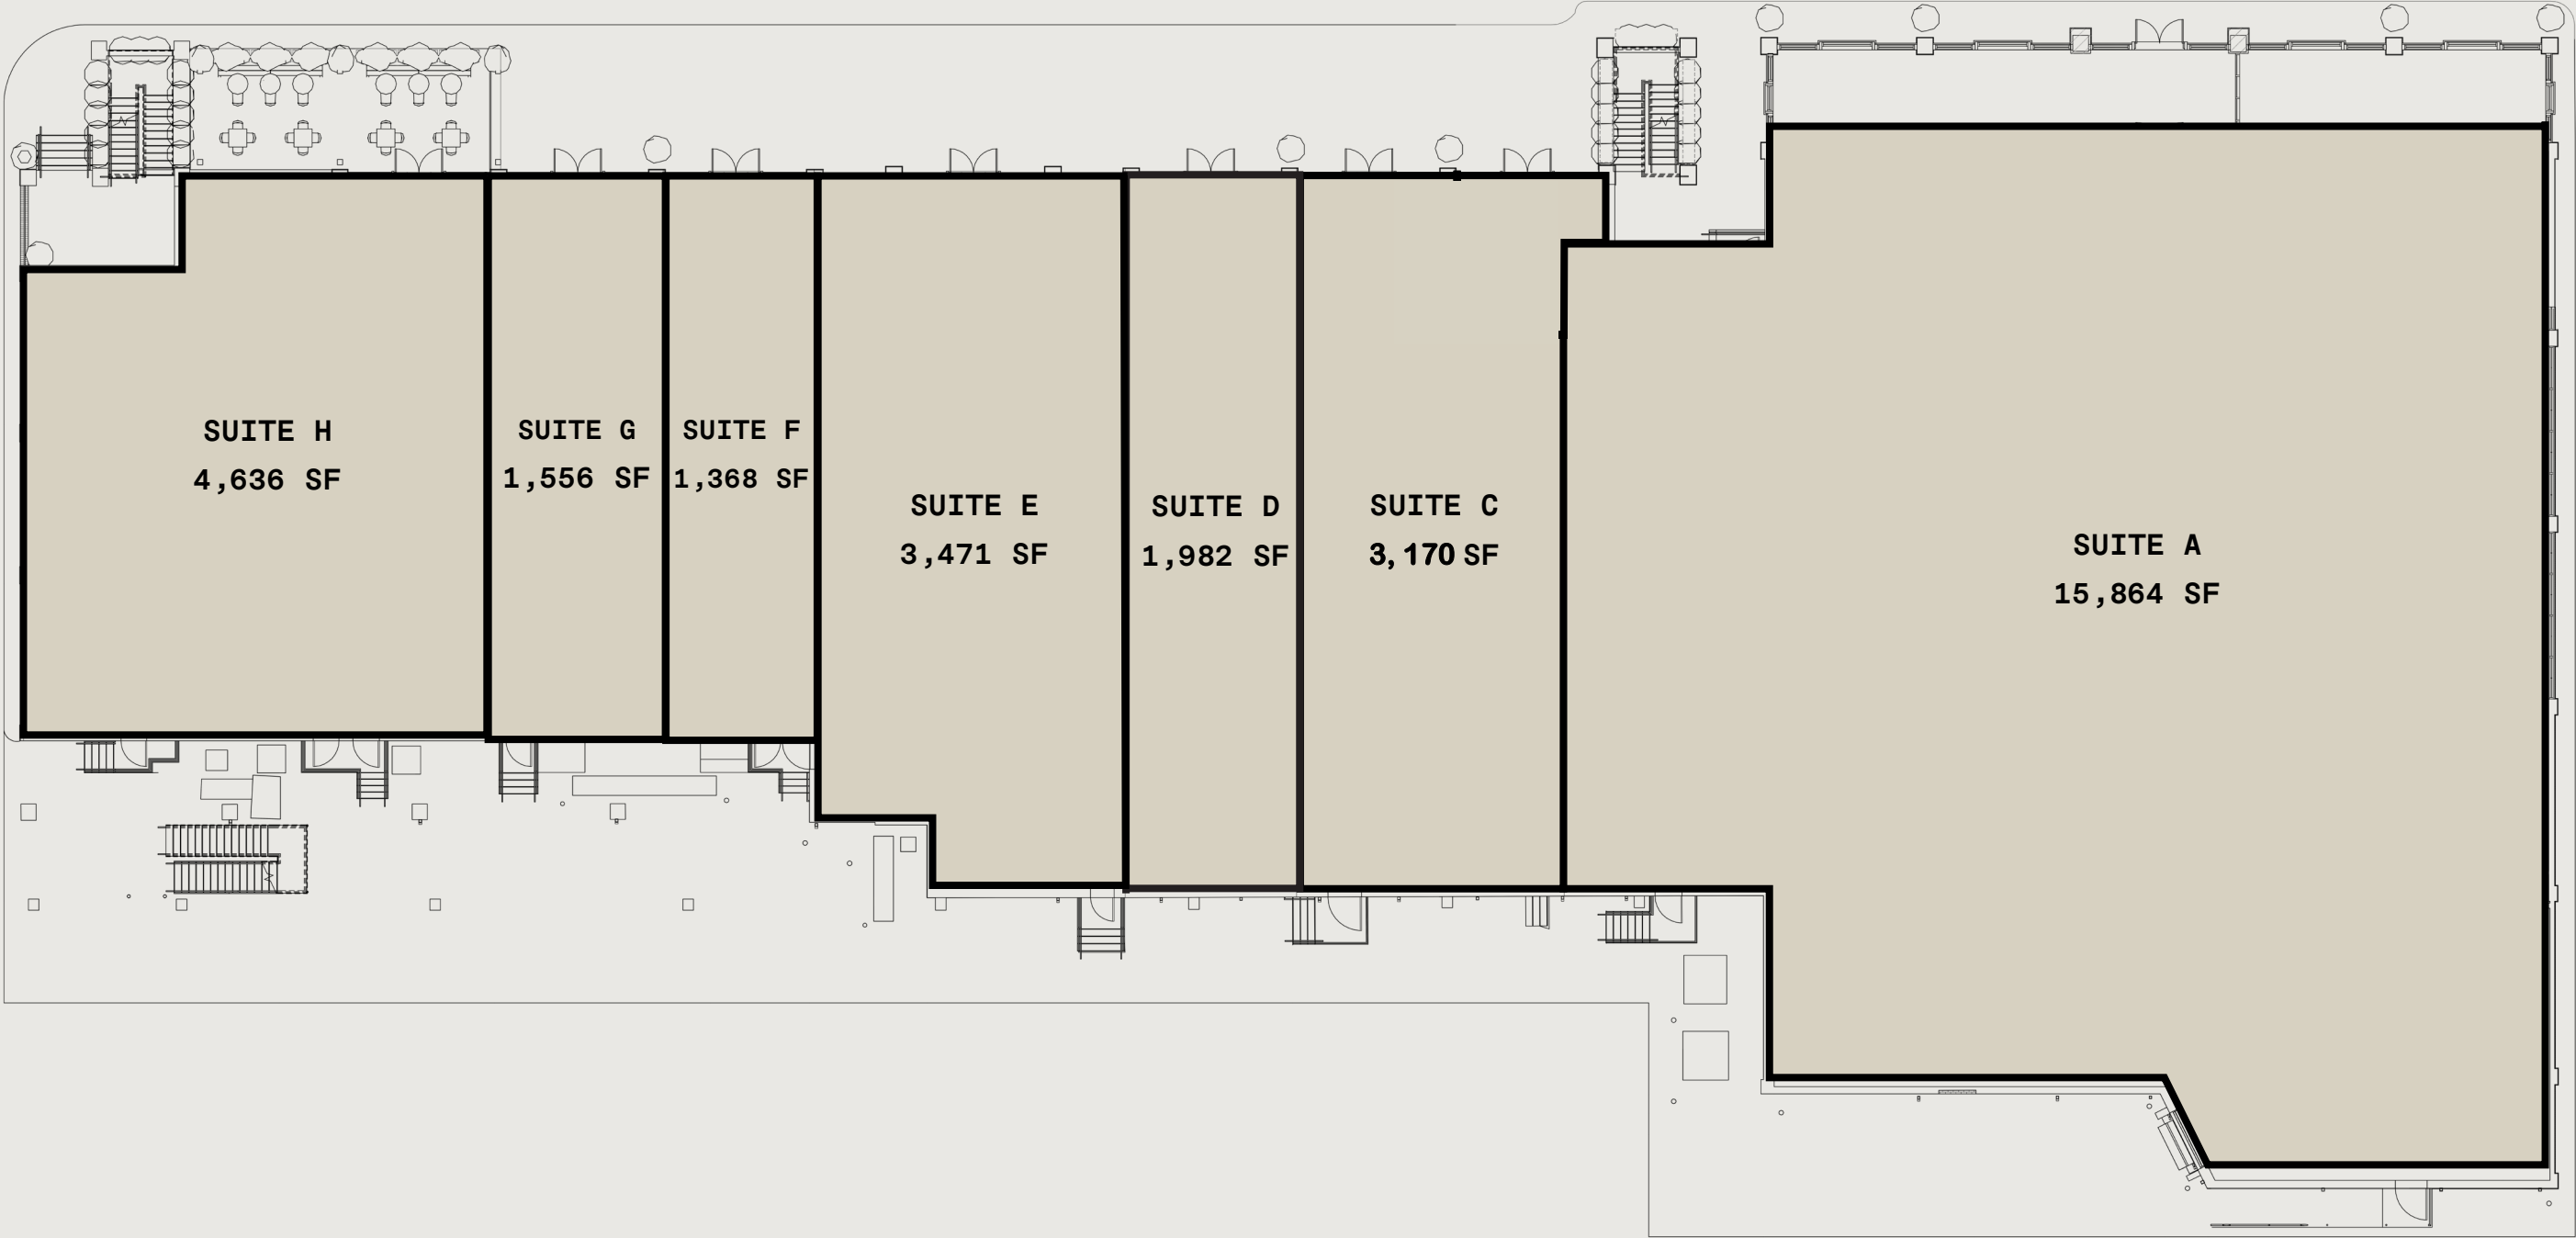 SUITE H
4,636 SF
SUITE G
1,556 SF
SUITE F
1,368 SF
SUITE E
3,471 SF
SUITE D
1,982 SF
SUITE C
3,170 SF
SUITE A
15,864 SF